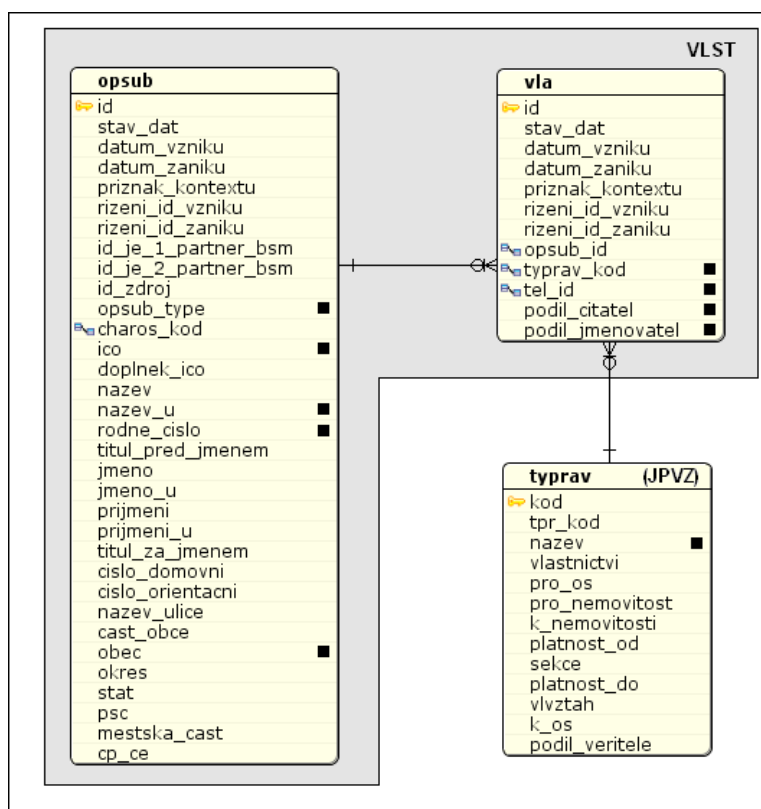 VLST
opsub
id
stav_dat
datum_vzniku
datum_zaniku
priznak_kontextu
rizeni_id_vzniku
rizeni_id_zaniku
id_je_1_partner_bsm
id_je_2_partner_bsm
id_zdroj
opsub_type
charos_kod
ico
doplnek_ico
nazev
nazev_u
rodne_cislo
titul_pred_jmenem
jmeno
jmeno_u
prijmeni
prijmeni_u
titul_za_jmenem
cislo_domovni
cislo_orientacni
nazev_ulice
cast_obce
obec
okres
stat
psc
mestska_cast
cp_ce
vla
id
stav_dat
datum_vzniku
datum_zaniku
priznak_kontextu
rizeni_id_vzniku
rizeni_id_zaniku
opsub_id
typrav_kod
tel_id
podil_citatel
podil_jmenovatel
typrav (JPVZ)
kod
tpr_kod
nazev
vlastnictvi
pro_os
pro_nemovitost
k_nemovitosti
platnost_od
sekce
platnost_do
vlvztah
k_os
podil_veritele